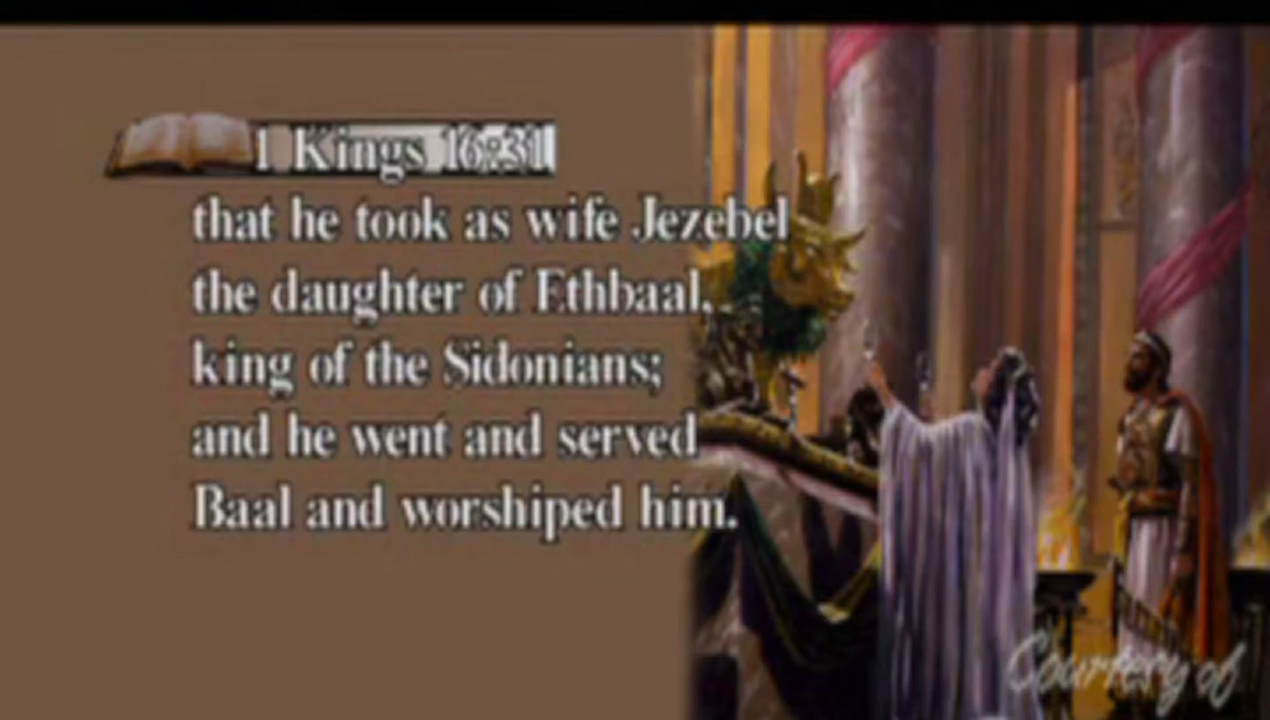 1 Kings 16:31
that he took as wife Jezebel
the daughter of Ethbaal,
king of the Sidonians;
and he went and served
Baal and worshiped him.
Courtesy of